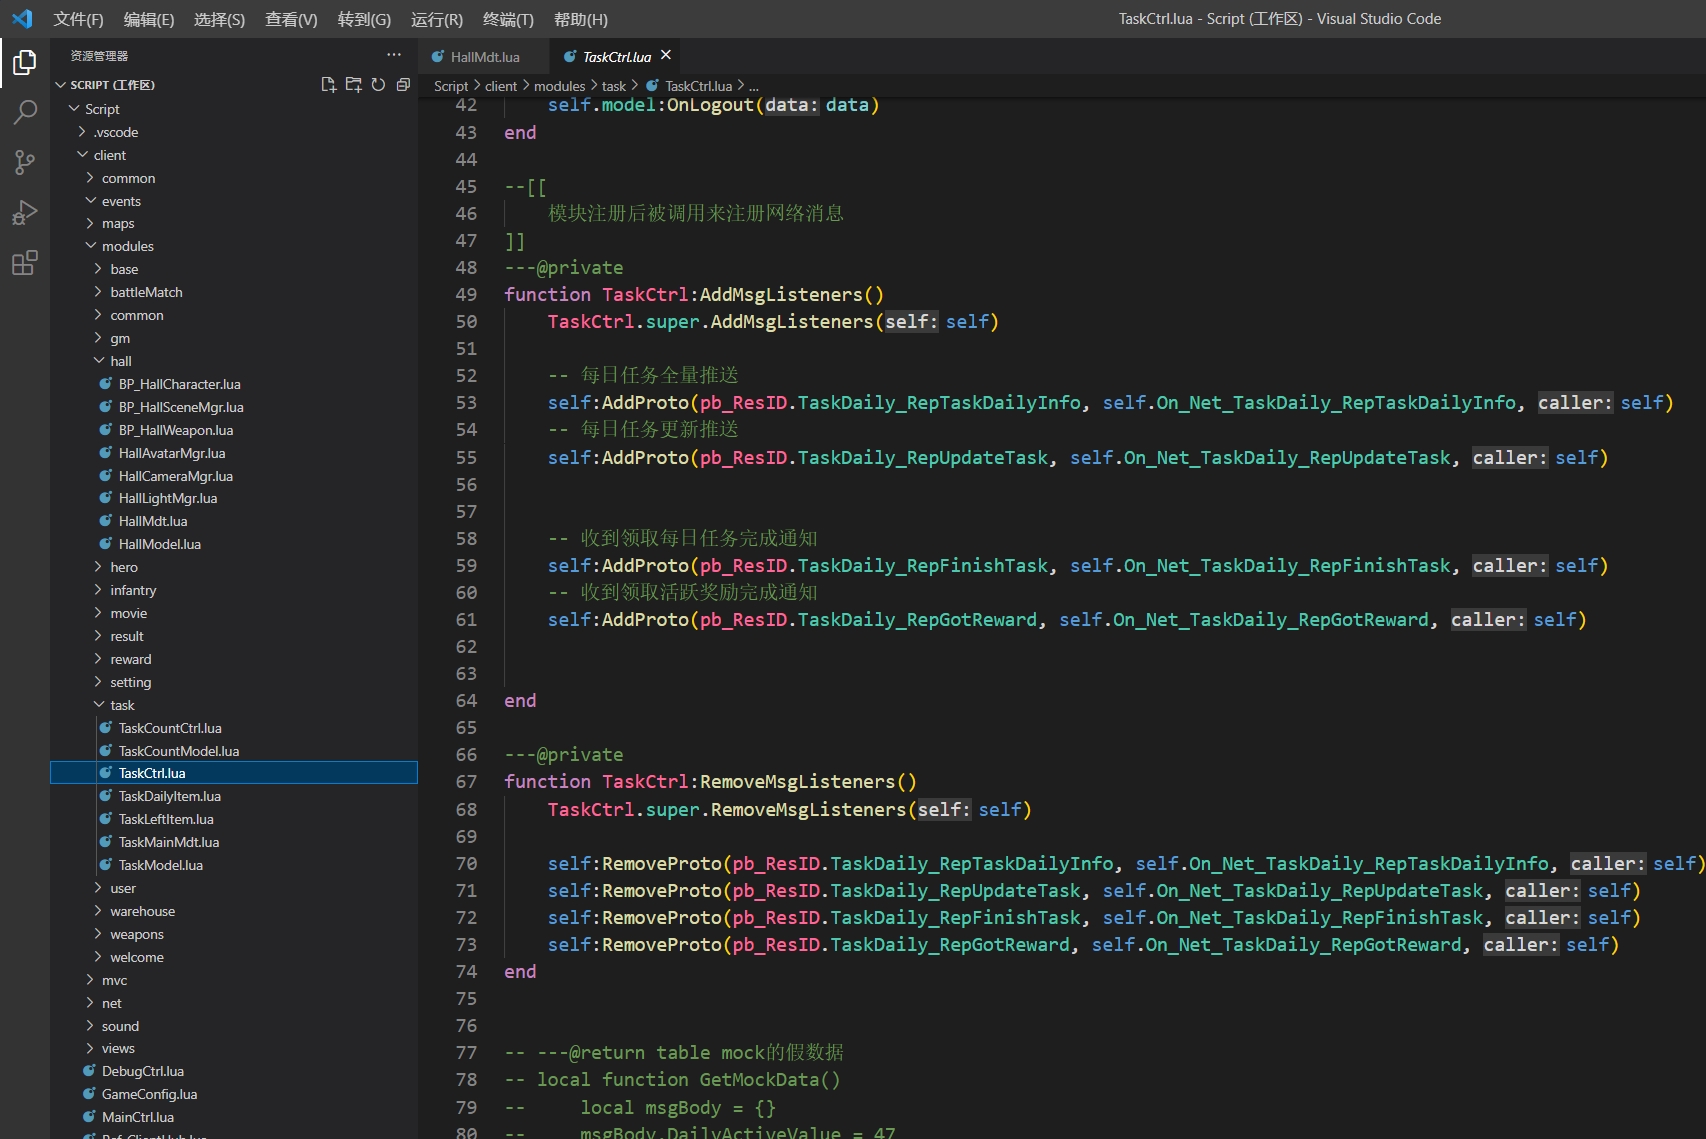 文件(F) 编辑(E) 选择(S) 查看(V) 转到(G) 运行(R) 终端(T) 帮助(H) TaskCtrl.lua - Script (工作区) - Visual Studio Code
资源管理器 ···
SCRIPT (工作区)
Script
.vscode
client
common
events
maps
modules
base
battleMatch
common
gm
hall
BP_HallCharacter.lua
BP_HallSceneMgr.lua
BP_HallWeapon.lua
HallAvatarMgr.lua
HallCameraMgr.lua
HallLightMgr.lua
HallMdt.lua
HallModel.lua
hero
infantry
movie
result
reward
setting
task
TaskCountCtrl.lua
TaskCountModel.lua
TaskCtrl.lua
TaskDailyItem.lua
TaskLeftItem.lua
TaskMainMdt.lua
TaskModel.lua
user
warehouse
weapons
welcome
mvc
net
sound
views
DebugCtrl.lua
GameConfig.lua
MainCtrl.lua
HallMdt.lua TaskCtrl.lua
Script > client > modules > task > TaskCtrl.lua > ...
42 self.model:OnLogout(data: data)
43 end
44
45 --[[
46 模块注册后被调用来注册网络消息
47 ]]
48 ---@private
49 function TaskCtrl:AddMsgListeners()
50 TaskCtrl.super.AddMsgListeners(self: self)
51
52 -- 每日任务全量推送
53 self:AddProto(pb_ResID.TaskDaily_RepTaskDailyInfo, self.On_Net_TaskDaily_RepTaskDailyInfo, caller: self)
54 -- 每日任务更新推送
55 self:AddProto(pb_ResID.TaskDaily_RepUpdateTask, self.On_Net_TaskDaily_RepUpdateTask, caller: self)
56
57
58 -- 收到领取每日任务完成通知
59 self:AddProto(pb_ResID.TaskDaily_RepFinishTask, self.On_Net_TaskDaily_RepFinishTask, caller: self)
60 -- 收到领取活跃奖励完成通知
61 self:AddProto(pb_ResID.TaskDaily_RepGotReward, self.On_Net_TaskDaily_RepGotReward, caller: self)
62
63
64 end
65
66 ---@private
67 function TaskCtrl:RemoveMsgListeners()
68 TaskCtrl.super.RemoveMsgListeners(self: self)
69
70 self:RemoveProto(pb_ResID.TaskDaily_RepTaskDailyInfo, self.On_Net_TaskDaily_RepTaskDailyInfo, caller: self)
71 self:RemoveProto(pb_ResID.TaskDaily_RepUpdateTask, self.On_Net_TaskDaily_RepUpdateTask, caller: self)
72 self:RemoveProto(pb_ResID.TaskDaily_RepFinishTask, self.On_Net_TaskDaily_RepFinishTask, caller: self)
73 self:RemoveProto(pb_ResID.TaskDaily_RepGotReward, self.On_Net_TaskDaily_RepGotReward, caller: self)
74 end
75
76
77 -- ---@return table mock的假数据
78 -- local function GetMockData()
79 -- local msgBody = {}
80 -- msgBody.DailyActiveValue = 47